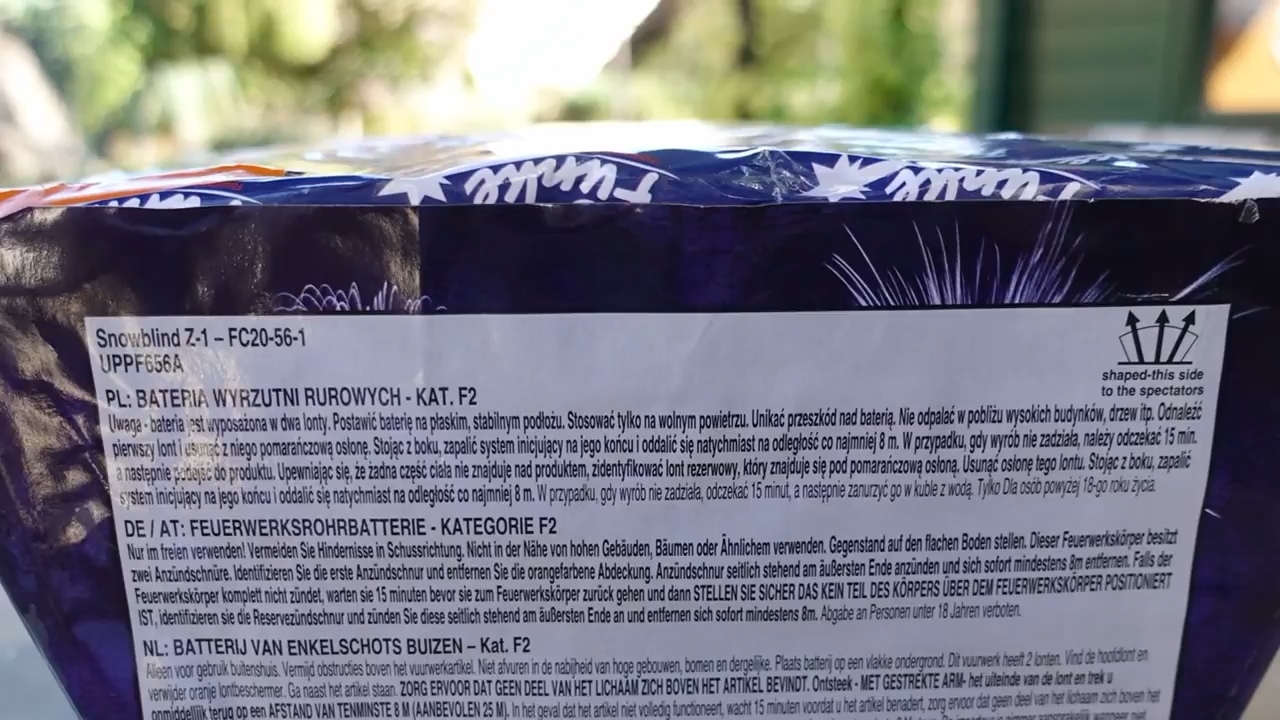 Funke Funke
Snowblind Z-1 – FC20-56-1
UPPF656A
shaped-this side
to the spectators
PL: BATERIA WYRZUTNI RUROWYCH - KAT. F2
Uwaga - bateria jest wyposażona w dwa lonty. Postawić baterię na płaskim, stabilnym podłożu. Stosować tylko na wolnym powietrzu. Unikać przeszkód nad baterią. Nie odpalać w pobliżu wysokich budynków, drzew itp. Odnaleźć
pierwszy lont i usunąć z niego pomarańczową osłonę. Stojąc z boku, zapalić system inicjujący na jego końcu i oddalić się natychmiast na odległość co najmniej 8 m. W przypadku, gdy wyrób nie zadziała, należy odczekać 15 min.
a następnie podejść do produktu. Upewniając się, że żadna część ciała nie znajduje nad produktem, zidentyfikować lont rezerwowy, który znajduje się pod pomarańczową osłoną. Usunąć osłonę tego lontu. Stojąc z boku, zapalić
system inicjujący na jego końcu i oddalić się natychmiast na odległość co najmniej 8 m. W przypadku, gdy wyrób nie zadziała, odczekać 15 minut, a następnie zanurzyć go w kuble z wodą. Tylko Dla osób powyżej 18-go roku życia.
DE / AT: FEUERWERKSROHRBATTERIE - KATEGORIE F2
Nur im freien verwenden! Vermeiden Sie Hindernisse in Schussrichtung. Nicht in der Nähe von hohen Gebäuden, Bäumen oder Ähnlichem verwenden. Gegenstand auf den flachen Boden stellen. Dieser Feuerwerkskörper besitzt
zwei Anzündschnüre. Identifizieren Sie die erste Anzündschnur und entfernen Sie die orangefarbene Abdeckung. Anzündschnur seitlich stehend am äußersten Ende anzünden und sich sofort mindestens 8m entfernen. Falls der
Feuerwerkskörper komplett nicht zündet, warten sie 15 minuten bevor sie zum Feuerwerkskörper zurück gehen und dann STELLEN SIE SICHER DAS KEIN TEIL DES KÖRPERS ÜBER DEM FEUERWERKSKÖRPER POSITIONIERT
IST, identifizieren sie die Reservezündschnur und zünden Sie diese seitlich stehend am äußersten Ende an und entfernen sich sofort mindestens 8m. Abgabe an Personen unter 18 Jahren verboten.
NL: BATTERIJ VAN ENKELSCHOTS BUIZEN – Kat. F2
Alleen voor gebruik buitenshuis. Vermijd obstructies boven het vuurwerkartikel. Niet afvuren in de nabijheid van hoge gebouwen, bomen en dergelijke. Plaats batterij op een vlakke ondergrond. Dit vuurwerk heeft 2 lonten. Vind de hoofdlont en
verwijder oranje lontbeschermer. Ga naast het artikel staan. ZORG ERVOOR DAT GEEN DEEL VAN HET LICHAAM ZICH BOVEN HET ARTIKEL BEVINDT. Ontsteek - MET GESTREKTE ARM- het uiteinde van de lont en trek u
onmiddellijk terug op een AFSTAND VAN TENMINSTE 8 M (AANBEVOLEN 25 M). In het geval dat het artikel niet volledig functioneert, wacht 15 minuten voordat u het artikel benadert, zorg ervoor dat geen deel van het lichaam zich boven het